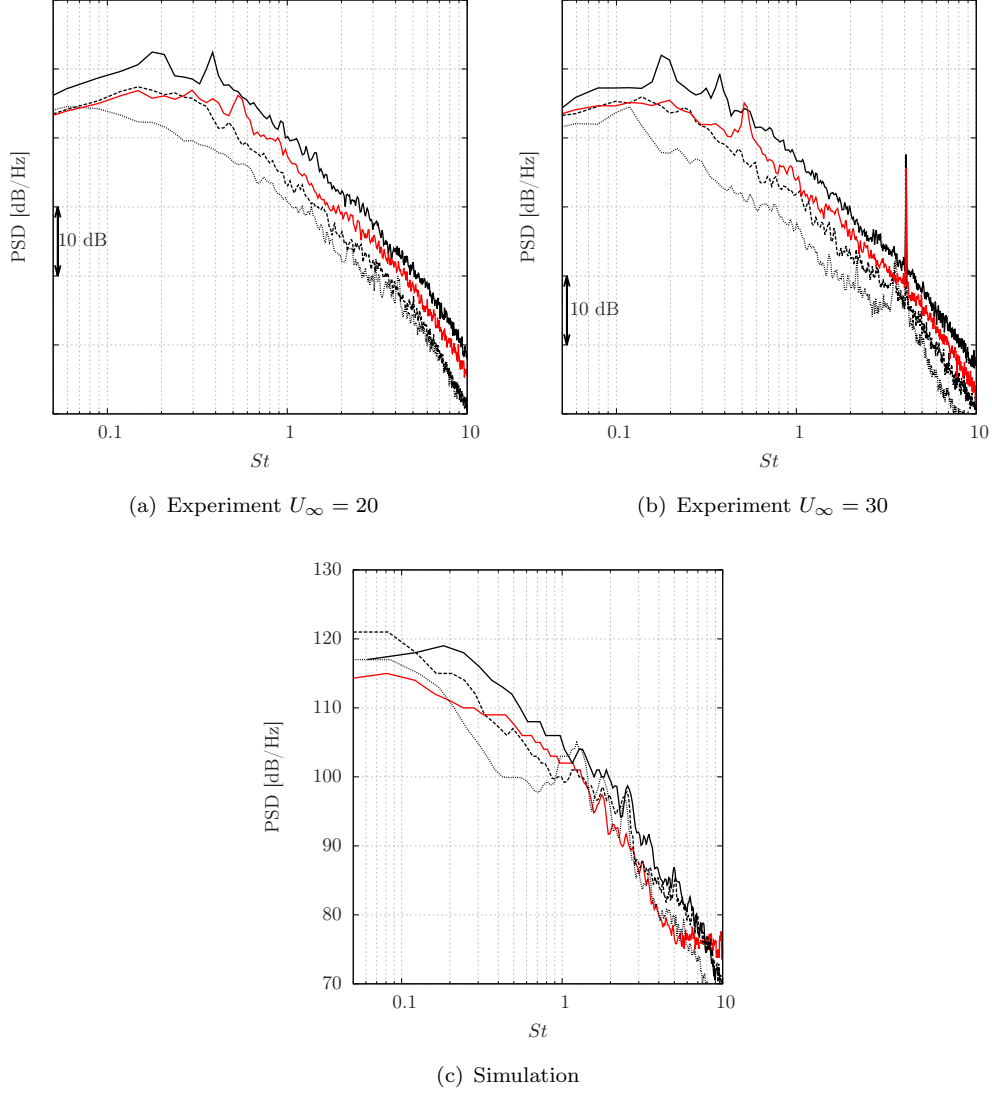 PSD [dB/Hz]
10 dB
0.1 1 10
St
(a) Experiment U∞ = 20
PSD [dB/Hz]
10 dB
0.1 1 10
St
(b) Experiment U∞ = 30
130
120
110
100
90
80
70
PSD [dB/Hz]
0.1 1 10
St
(c) Simulation